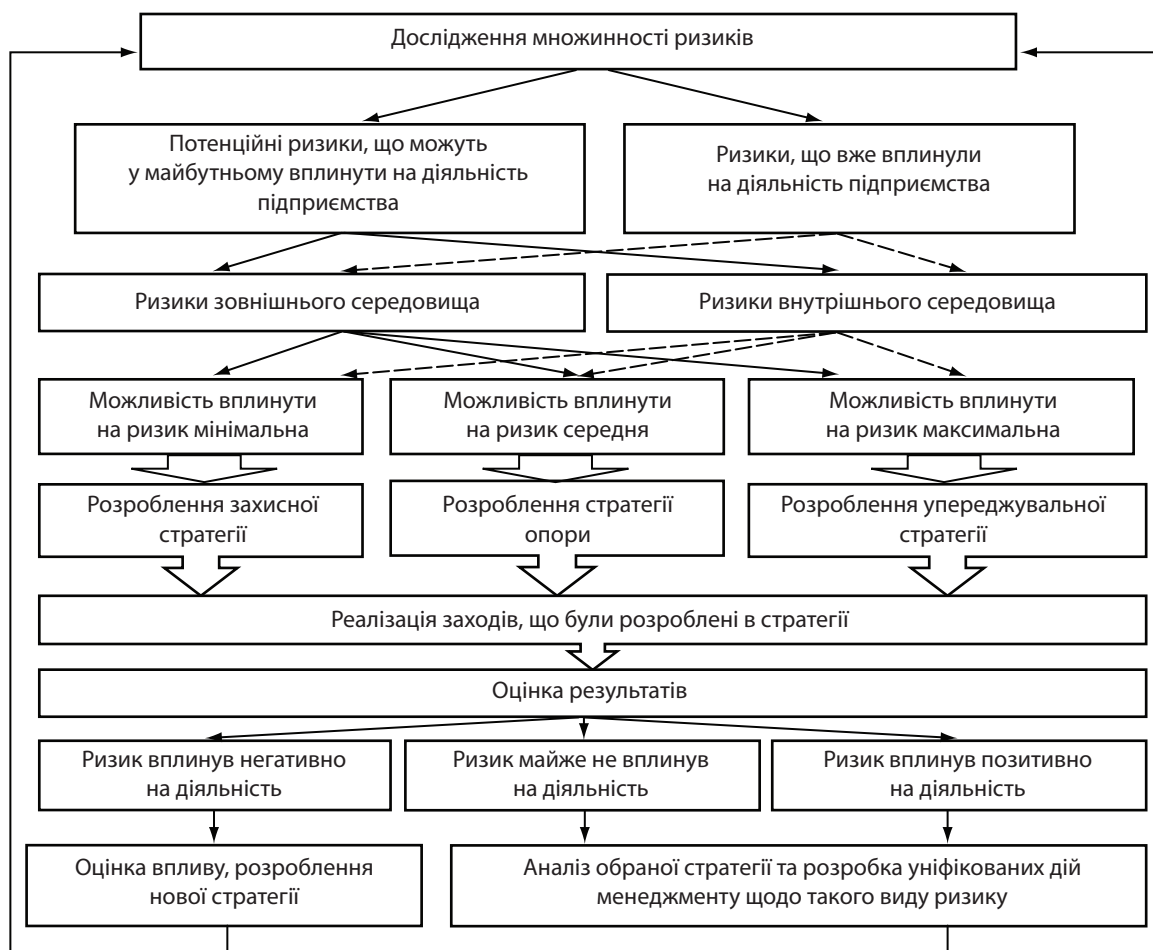 Дослідження множинності ризиків
Потенційні ризики, що можуть
у майбутньому вплинути на діяльність
підприємства
Ризики, що вже вплинули
на діяльність підприємства
Ризики зовнішнього середовища
Ризики внутрішнього середовища
Можливість вплинути
на ризик мінімальна
Можливість вплинути
на ризик середня
Можливість вплинути
на ризик максимальна
Розроблення захисної
стратегії
Розроблення стратегії
опори
Розроблення упереджувальної
стратегії
Реалізація заходів, що були розроблені в стратегії
Оцінка результатів
Ризик вплинув негативно
на діяльність
Ризик майже не вплинув
на діяльність
Ризик вплинув позитивно
на діяльність
Оцінка впливу, розроблення
нової стратегії
Аналіз обраної стратегії та розробка уніфікованих дій
менеджменту щодо такого виду ризику